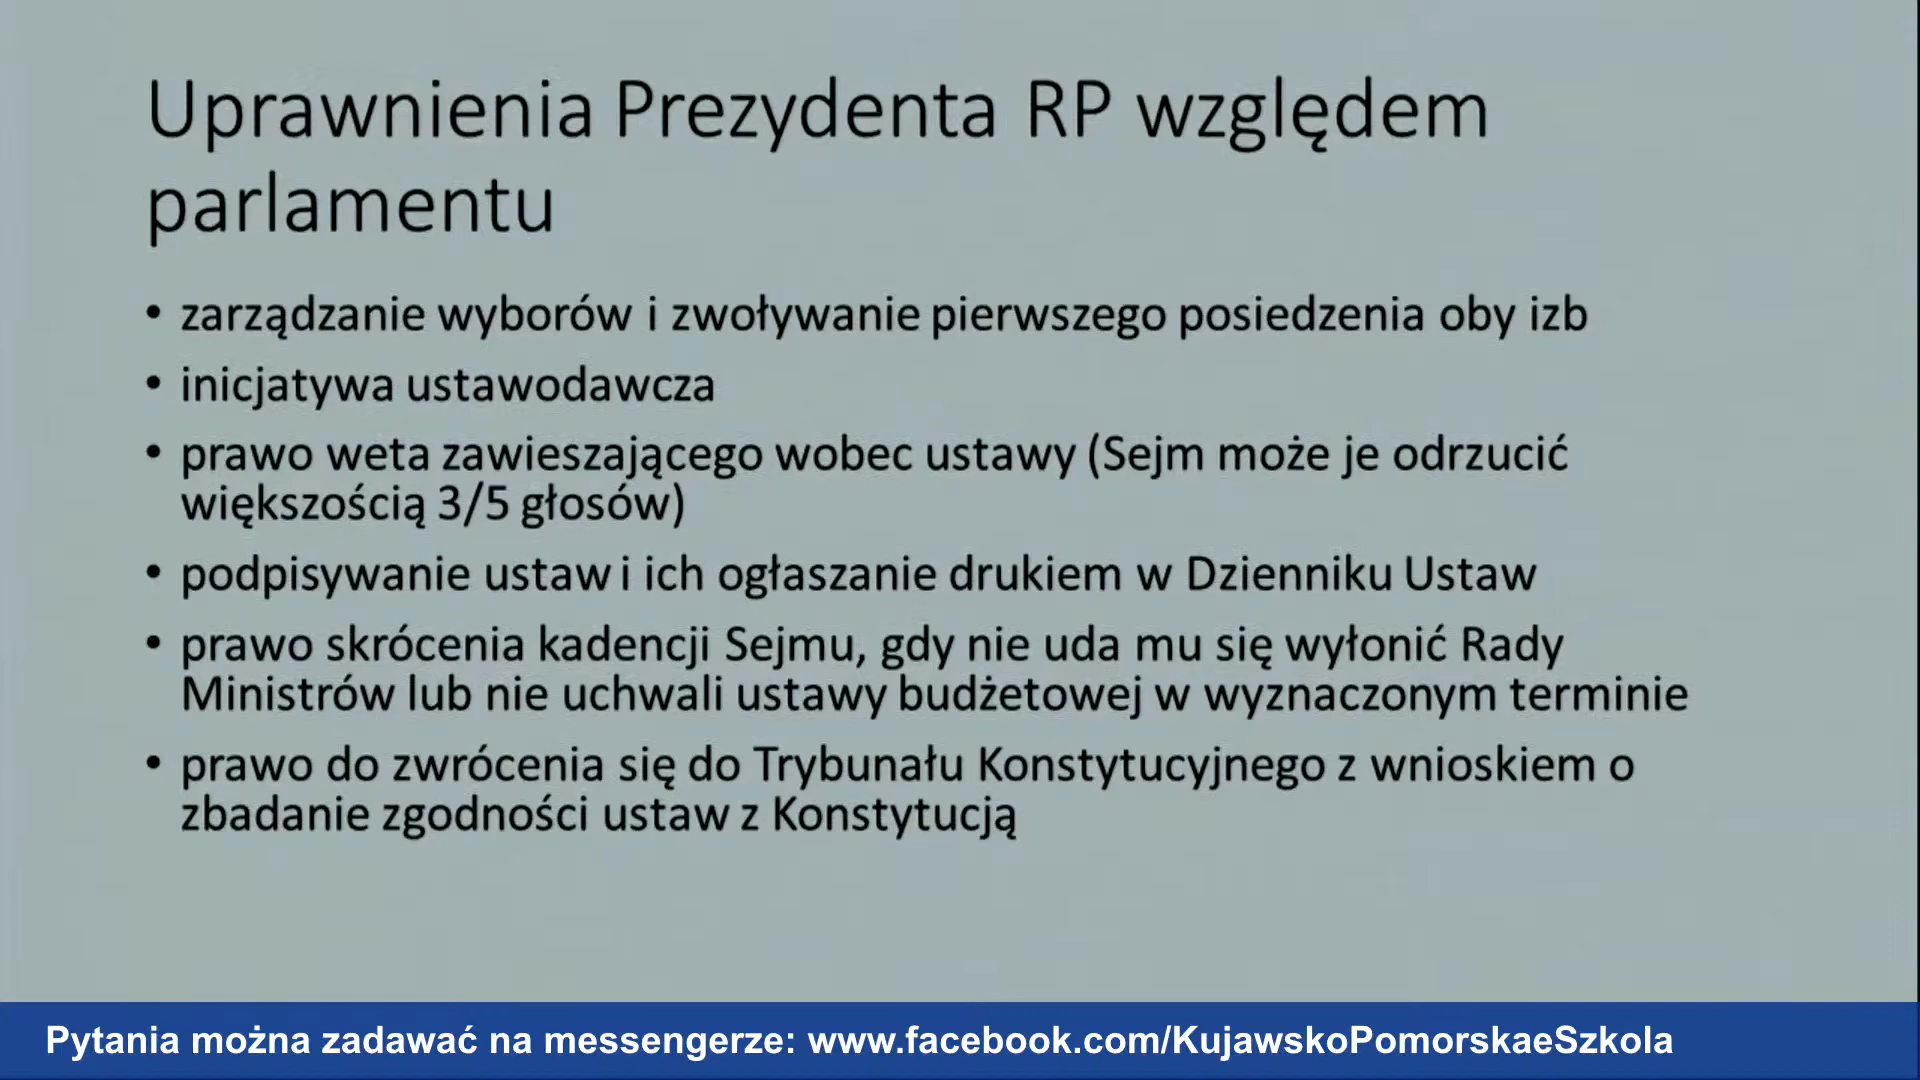 Uprawnienia Prezydenta RP względem
parlamentu
• zarządzanie wyborów i zwoływanie pierwszego posiedzenia oby izb
• inicjatywa ustawodawcza
• prawo weta zawieszającego wobec ustawy (Sejm może je odrzucić
większością 3/5 głosów)
• podpisywanie ustaw i ich ogłaszanie drukiem w Dzienniku Ustaw
• prawo skrócenia kadencji Sejmu, gdy nie uda mu się wyłonić Rady
Ministrów lub nie uchwali ustawy budżetowej w wyznaczonym terminie
• prawo do zwrócenia się do Trybunału Konstytucyjnego z wnioskiem o
zbadanie zgodności ustaw z Konstytucją
Pytania można zadawać na messengerze: www.facebook.com/KujawskoPomorskaeSzkola